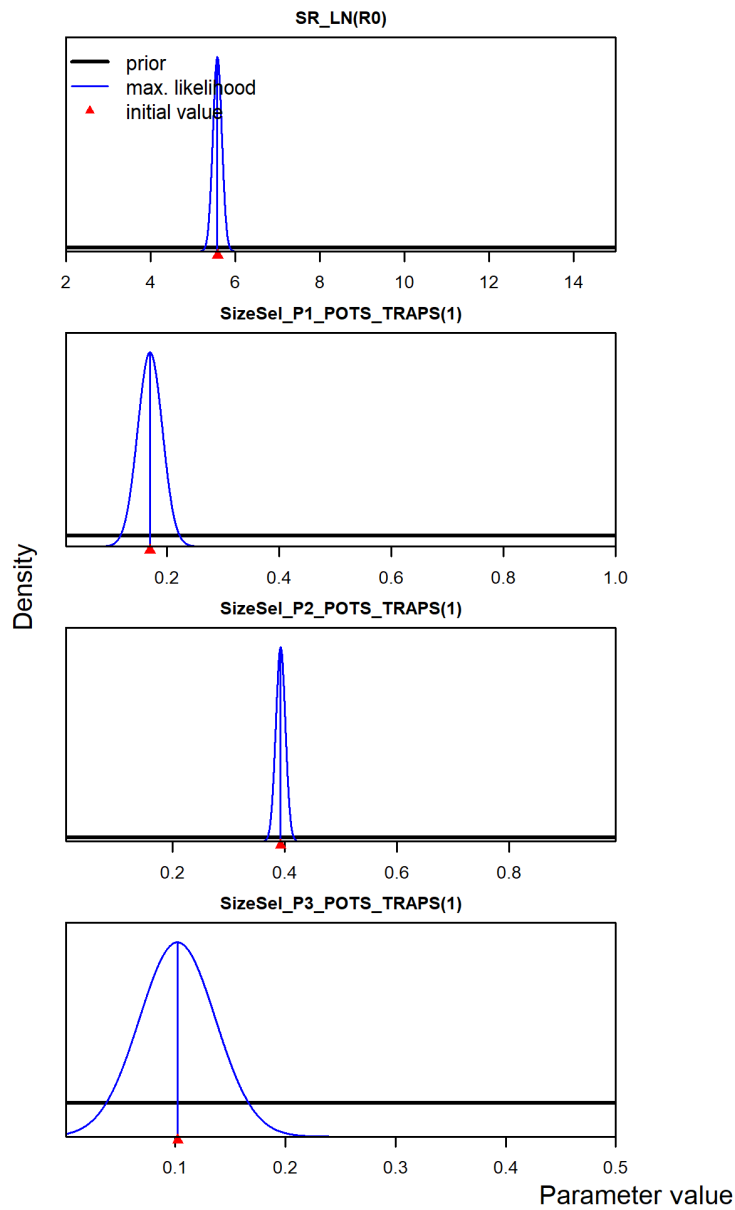 SR_LN(R0)
prior
max. likelihood
initial value
2 4 6 8 10 12 14
SizeSel_P1_POTS_TRAPS(1)
0.2 0.4 0.6 0.8 1.0
Density
SizeSel_P2_POTS_TRAPS(1)
0.2 0.4 0.6 0.8
SizeSel_P3_POTS_TRAPS(1)
0.1 0.2 0.3 0.4 0.5
Parameter value